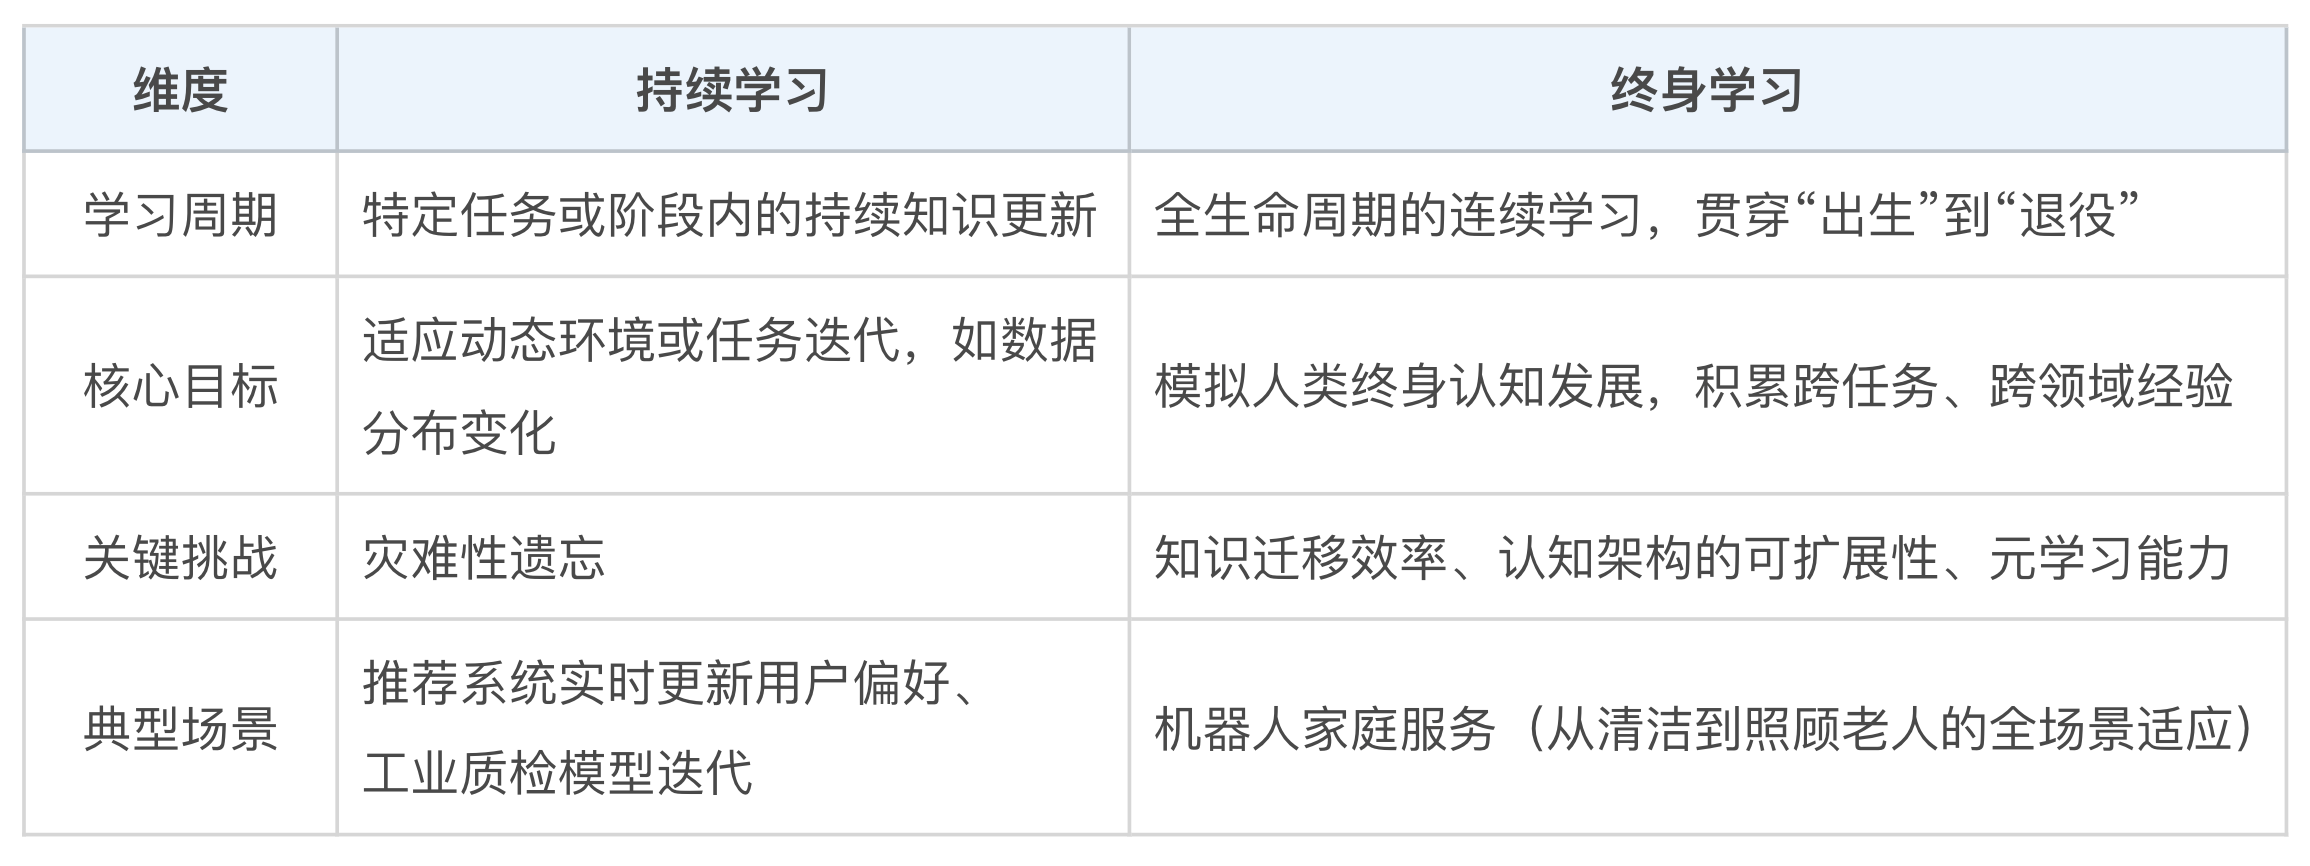 维度
持续学习
终身学习
学习周期
特定任务或阶段内的持续知识更新
全生命周期的连续学习，贯穿“出生”到“退役”
核心目标
适应动态环境或任务迭代，如数据
分布变化
模拟人类终身认知发展，积累跨任务、跨领域经验
关键挑战
灾难性遗忘
知识迁移效率、认知架构的可扩展性、元学习能力
典型场景
推荐系统实时更新用户偏好、
工业质检模型迭代
机器人家庭服务（从清洁到照顾老人的全场景适应）